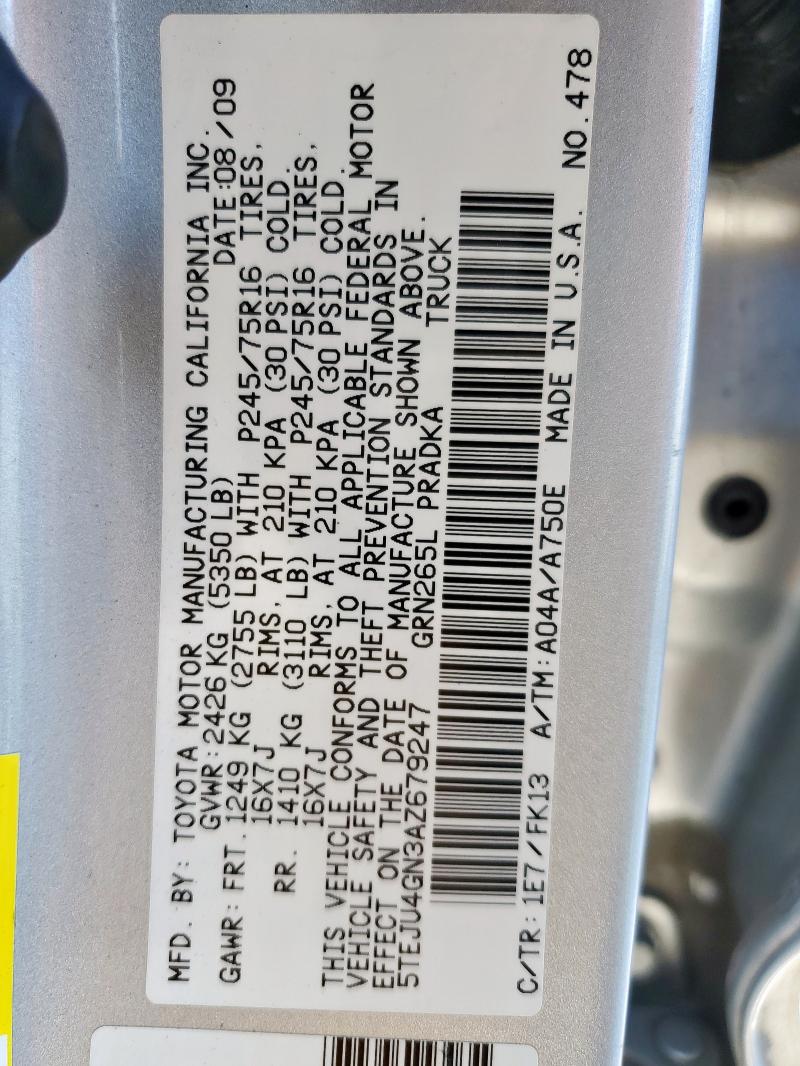 MFD. BY: TOYOTA MOTOR MANUFACTURING CALIFORNIA INC.
GVWR: 2426 KG (5350 LB) DATE: 08/09
GAWR: FRT. 1249 KG (2755 LB) WITH P245/75R16 TIRES,
16X7J RIMS, AT 210 KPA (30 PSI) COLD.
RR. 1410 KG (3110 LB) WITH P245/75R16 TIRES,
16X7J RIMS, AT 210 KPA (30 PSI) COLD.
THIS VEHICLE CONFORMS TO ALL APPLICABLE FEDERAL MOTOR
VEHICLE SAFETY AND THEFT PREVENTION STANDARDS IN
EFFECT ON THE DATE OF MANUFACTURE SHOWN ABOVE.
5TEJU4GN3AZ679247 GRN265L PRADKA TRUCK
C/TR: 1E7/FK13 A/TM: A04A/A750E MADE IN U.S.A. NO. 478